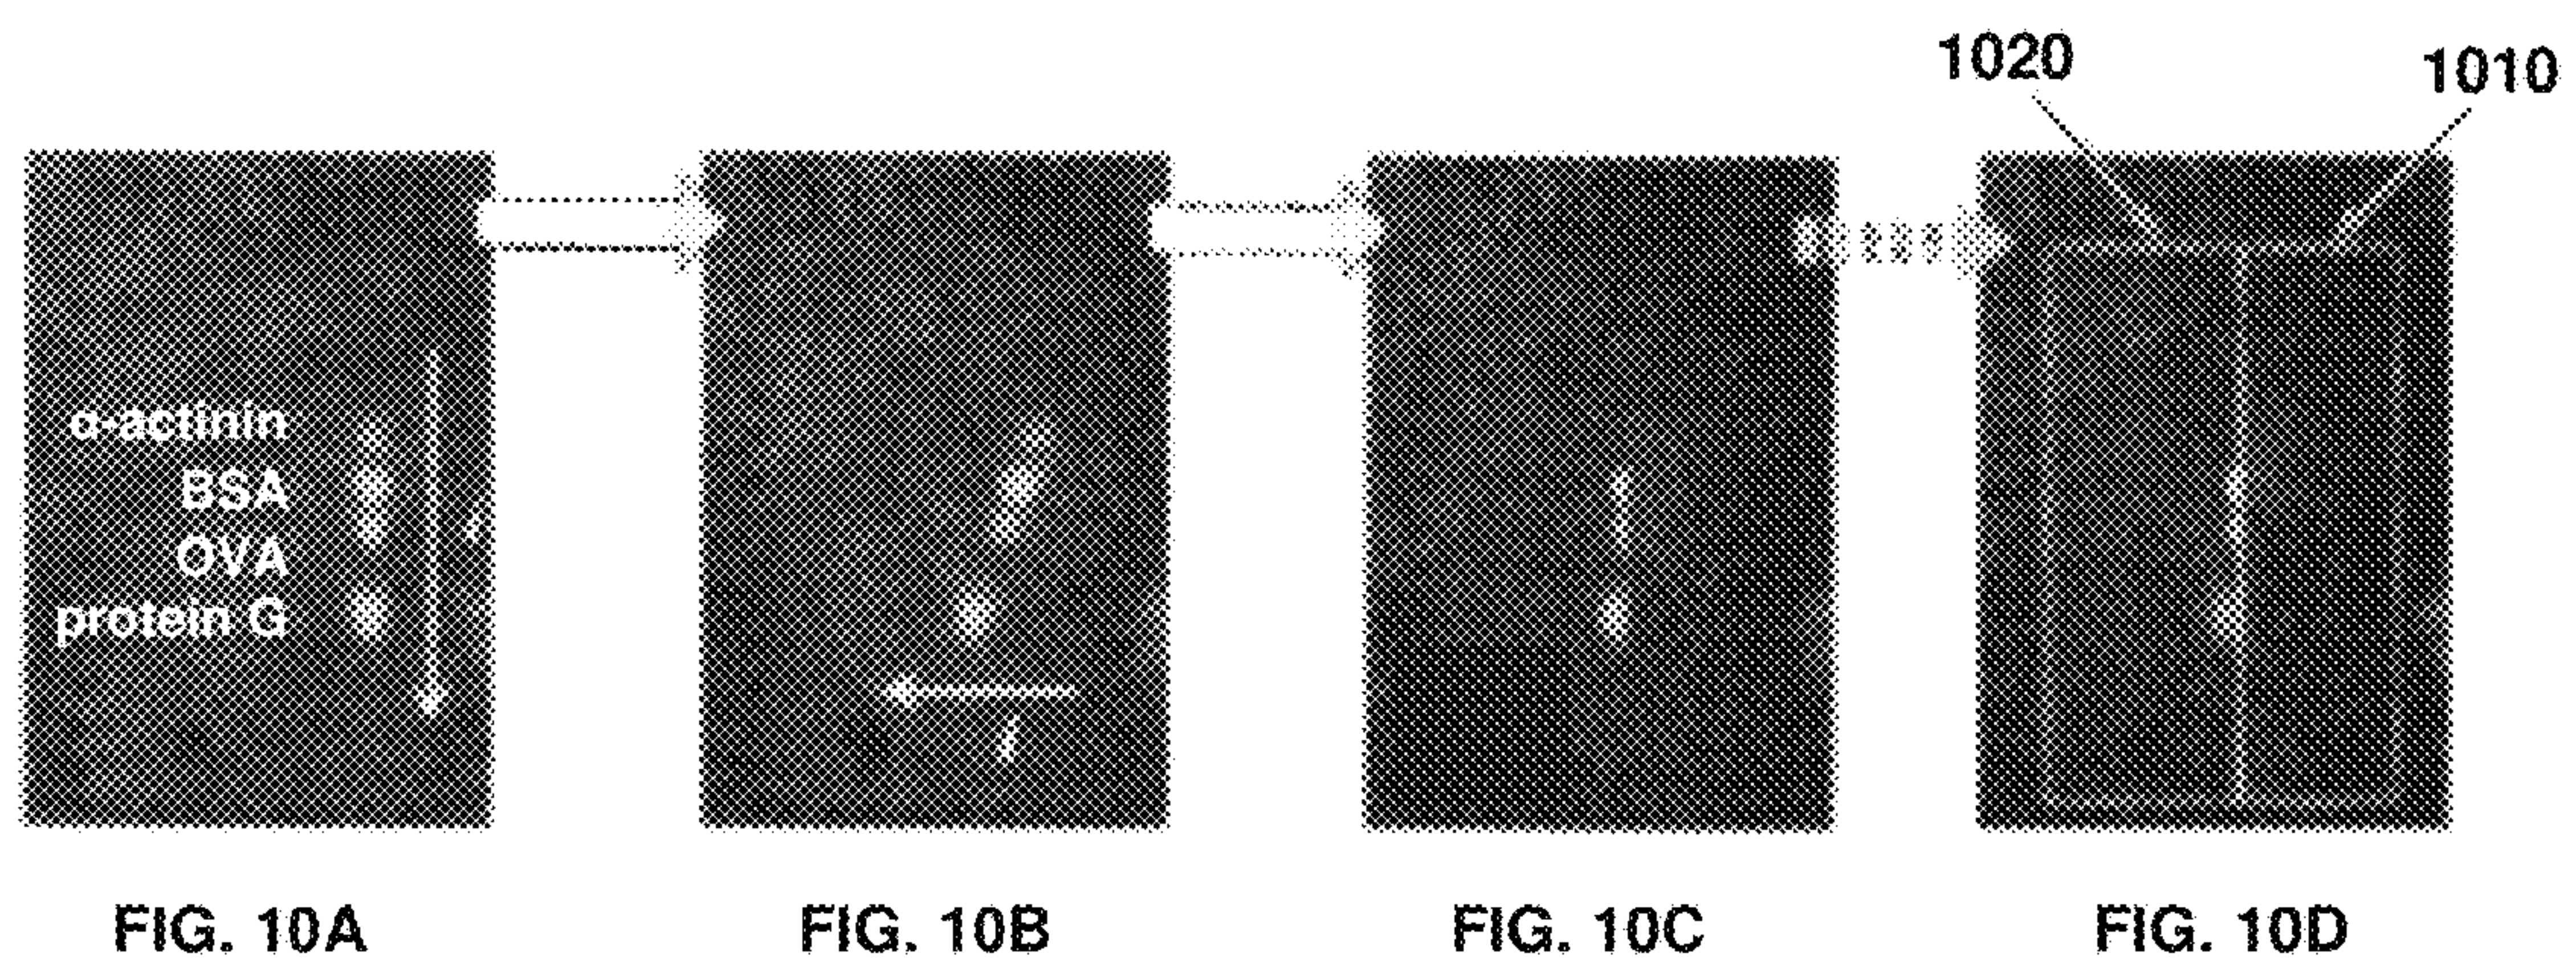 1020
1010
α-actinin
BSA
OVA
protein G
FIG. 10A
FIG. 10B
FIG. 10C
FIG. 10D